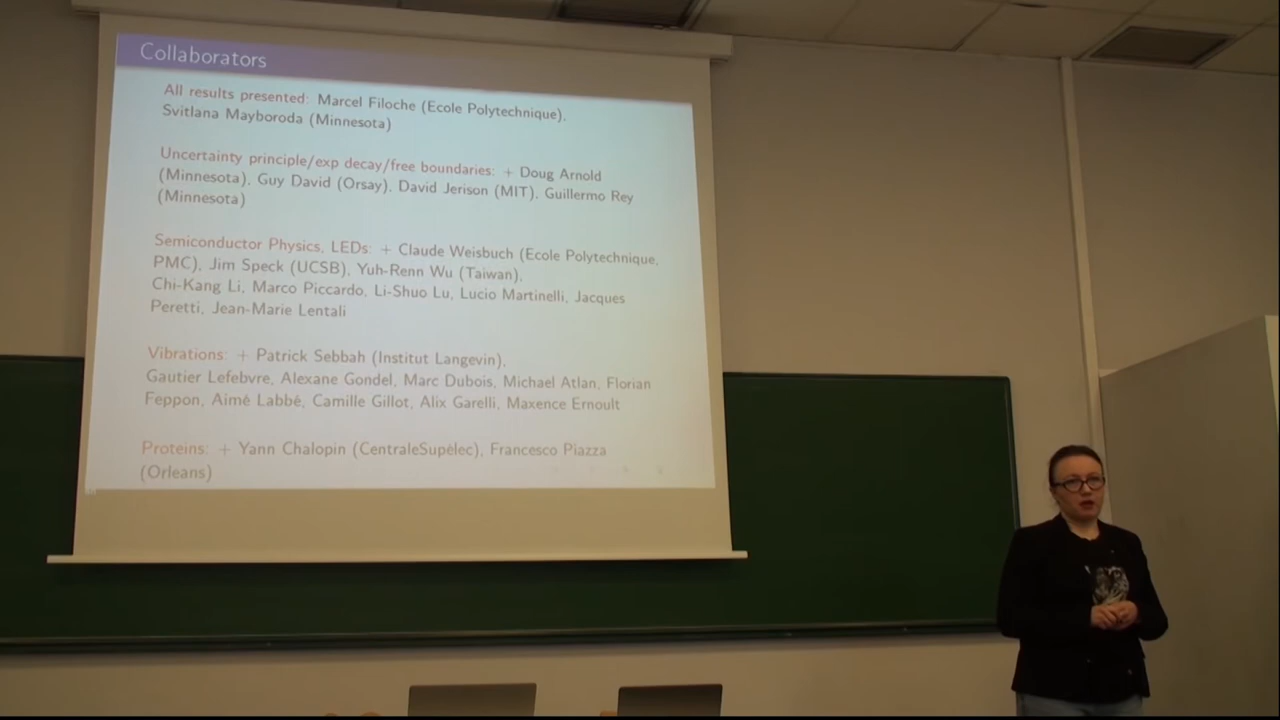 Collaborators
All results presented: Marcel Filoche (Ecole Polytechnique),
Svitlana Mayboroda (Minnesota)
Uncertainty principle/exp decay/free boundaries: + Doug Arnold
(Minnesota), Guy David (Orsay), David Jerison (MIT), Guillermo Rey
(Minnesota)
Semiconductor Physics, LEDs: + Claude Weisbuch (Ecole Polytechnique,
PMC), Jim Speck (UCSB), Yuh-Renn Wu (Taiwan),
Chi-Kang Li, Marco Piccardo, Li-Shuo Lu, Lucio Martinelli, Jacques
Peretti, Jean-Marie Lentali
Vibrations: + Patrick Sebbah (Institut Langevin),
Gautier Lefebvre, Alexane Gondel, Marc Dubois, Michael Atlan, Florian
Feppon, Aimé Labbé, Camille Gillot, Alix Garelli, Maxence Ernoult
Proteins: + Yann Chalopin (CentraleSupèlec), Francesco Piazza
(Orleans)